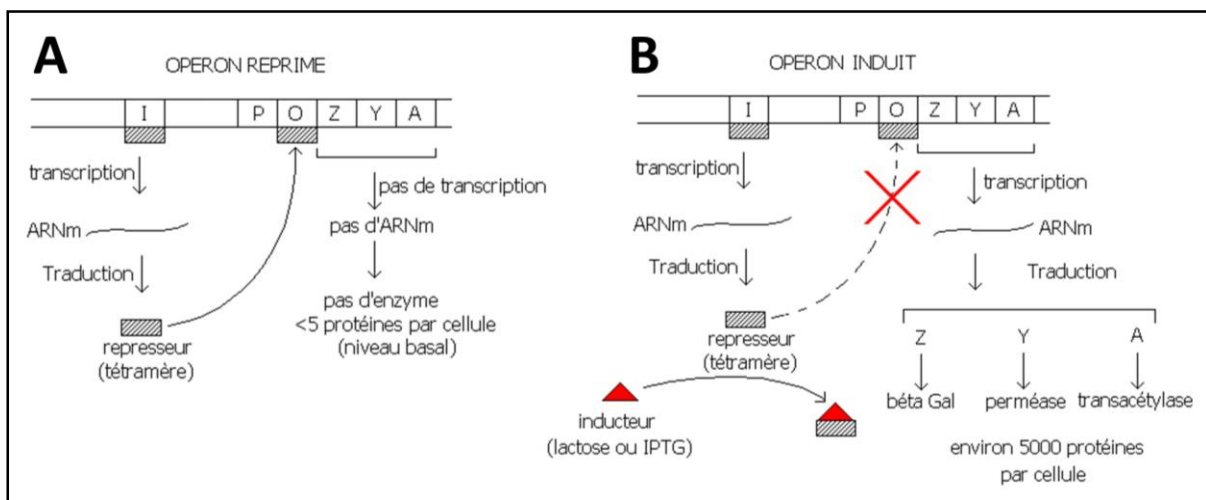 A
OPERON REPRIME
I P O Z Y A
transcription
pas de transcription
ARNm
pas d'ARNm
Traduction
pas d'enzyme
<5 protéines par cellule
(niveau basal)
represseur
(tétramère)
B
OPERON INDUIT
I P O Z Y A
transcription
transcription
ARNm
ARNm
Traduction
Traduction
represseur
(tétramère)
Z Y A
béta Gal perméase transacétylase
inducteur
(lactose ou IPTG)
environ 5000 protéines
par cellule